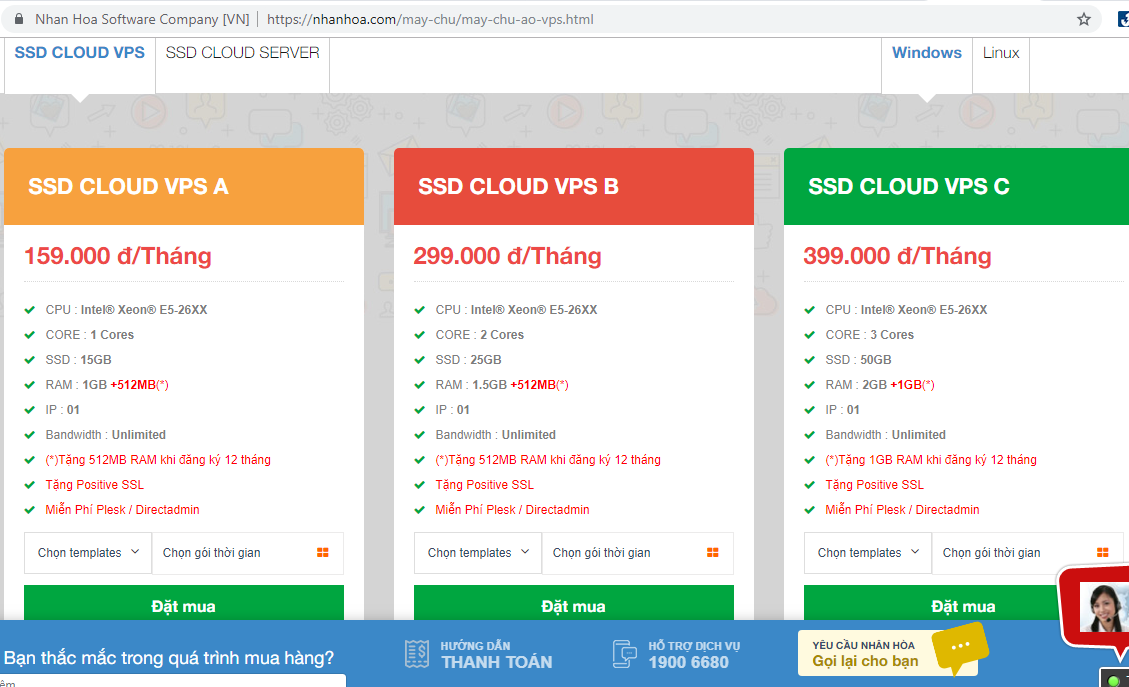 Nhan Hoa Software Company [VN] | https://nhanhoa.com/may-chu/may-chu-ao-vps.html
SSD CLOUD VPS
SSD CLOUD SERVER
Windows
Linux
SSD CLOUD VPS A
159.000 đ/Tháng
CPU : Intel® Xeon® E5-26XX
CORE : 1 Cores
SSD : 15GB
RAM : 1GB +512MB(*)
IP : 01
Bandwidth : Unlimited
(*)Tặng 512MB RAM khi đăng ký 12 tháng
Tặng Positive SSL
Miễn Phí Plesk / Directadmin
Chọn templates
Chọn gói thời gian
Đặt mua
SSD CLOUD VPS B
299.000 đ/Tháng
CPU : Intel® Xeon® E5-26XX
CORE : 2 Cores
SSD : 25GB
RAM : 1.5GB +512MB(*)
IP : 01
Bandwidth : Unlimited
(*)Tặng 512MB RAM khi đăng ký 12 tháng
Tặng Positive SSL
Miễn Phí Plesk / Directadmin
Chọn templates
Chọn gói thời gian
Đặt mua
SSD CLOUD VPS C
399.000 đ/Tháng
CPU : Intel® Xeon® E5-26XX
CORE : 3 Cores
SSD : 50GB
RAM : 2GB +1GB(*)
IP : 01
Bandwidth : Unlimited
(*)Tặng 1GB RAM khi đăng ký 12 tháng
Tặng Positive SSL
Miễn Phí Plesk / Directadmin
Chọn templates
Chọn gói thời gian
Đặt mua
Bạn thắc mắc trong quá trình mua hàng?
HƯỚNG DẪN
THANH TOÁN
HỖ TRỢ DỊCH VỤ
1900 6680
YÊU CẦU NHÂN HÒA
Gọi lại cho bạn